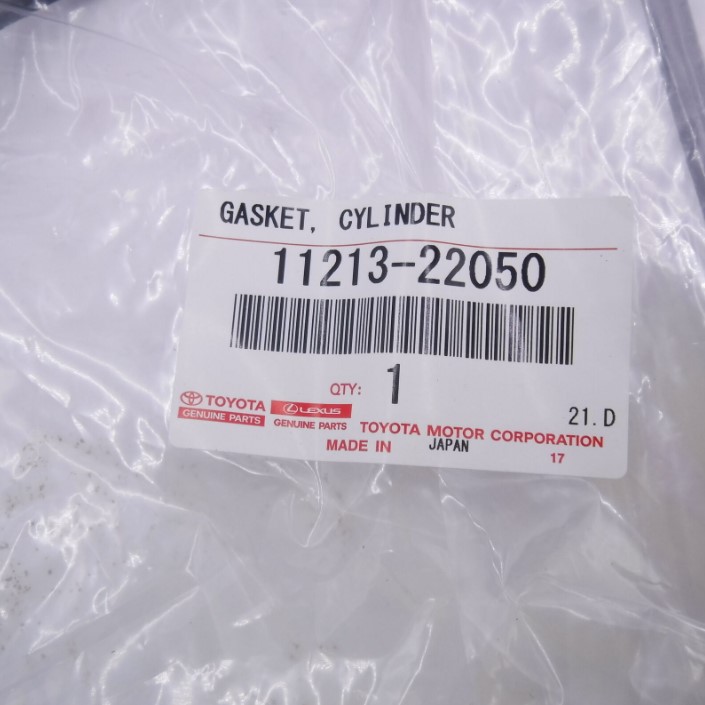 GASKET, CYLINDER
11213-22050
QTY: 1
21.D
TOYOTA LEXUS
GENUINE PARTS GENUINE PARTS TOYOTA MOTOR CORPORATION
MADE IN JAPAN 17